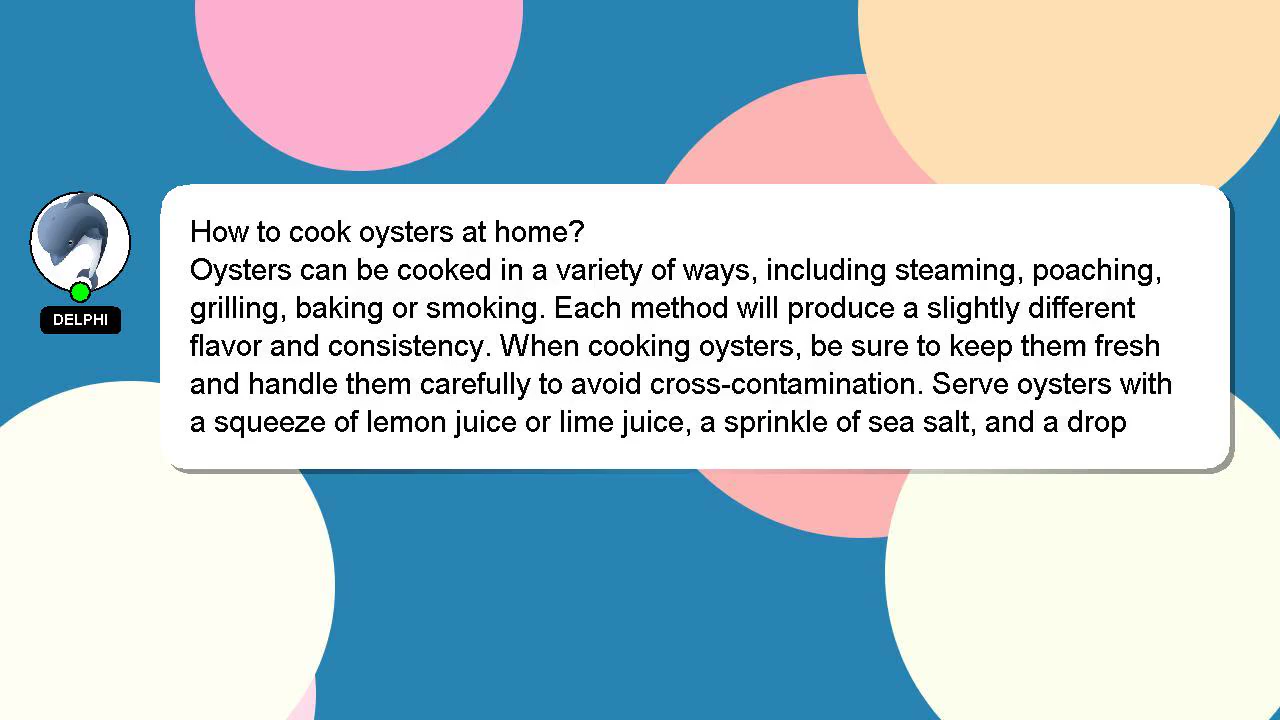 How to cook oysters at home?
Oysters can be cooked in a variety of ways, including steaming, poaching,
grilling, baking or smoking. Each method will produce a slightly different
flavor and consistency. When cooking oysters, be sure to keep them fresh
and handle them carefully to avoid cross-contamination. Serve oysters with
a squeeze of lemon juice or lime juice, a sprinkle of sea salt, and a drop
DELPHI